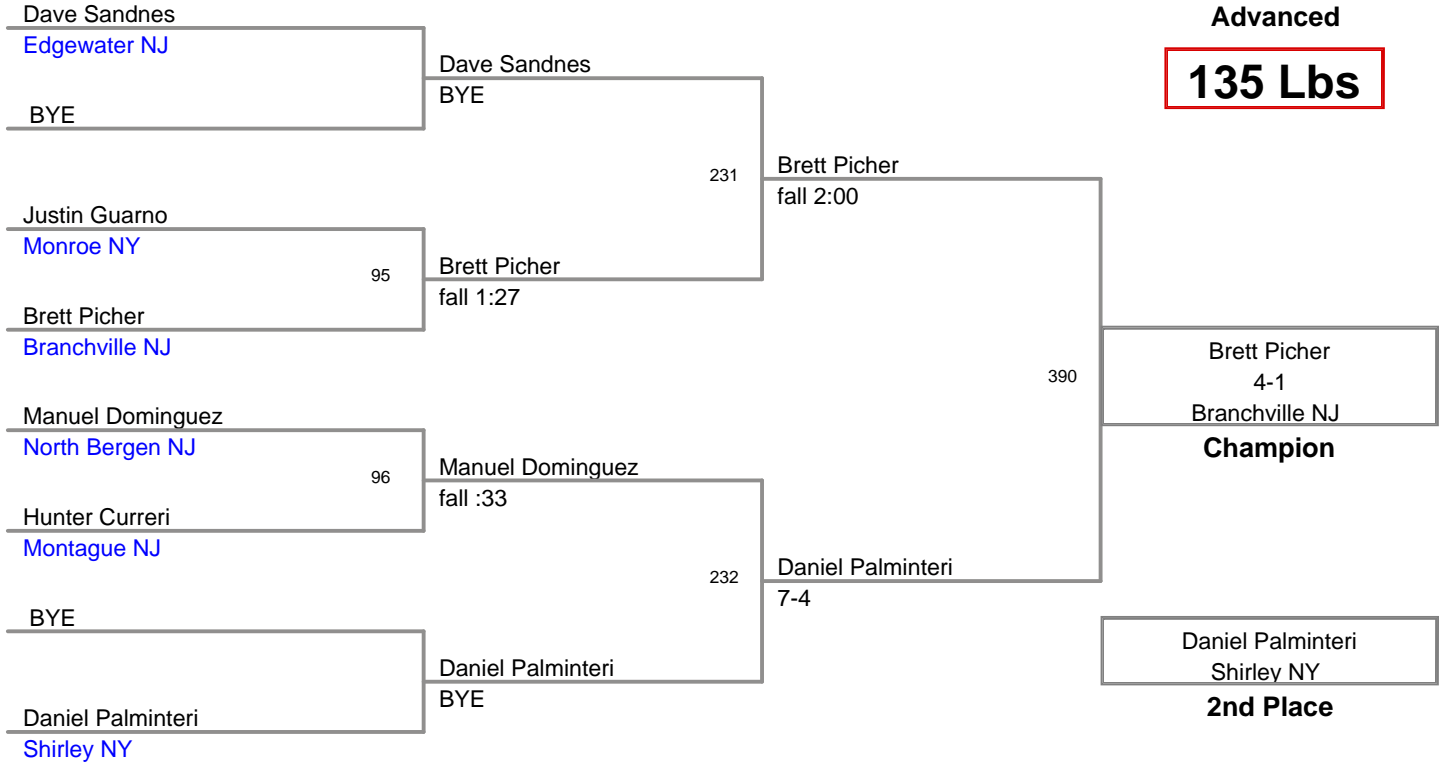 Dave Sandnes
Edgewater NJ
BYE
Justin Guarno
Monroe NY
95
Brett Picher
Branchville NJ
Manuel Dominguez
North Bergen NJ
96
Hunter Curreri
Montague NJ
BYE
Daniel Palminteri
Shirley NY
Dave Sandnes
BYE
231
Brett Picher
fall 1:27
Manuel Dominguez
fall :33
232
Daniel Palminteri
BYE
Brett Picher
fall 2:00
390
Daniel Palminteri
7-4
Advanced
135 Lbs
Brett Picher
4-1
Branchville NJ
Champion
Daniel Palminteri
Shirley NY
2nd Place